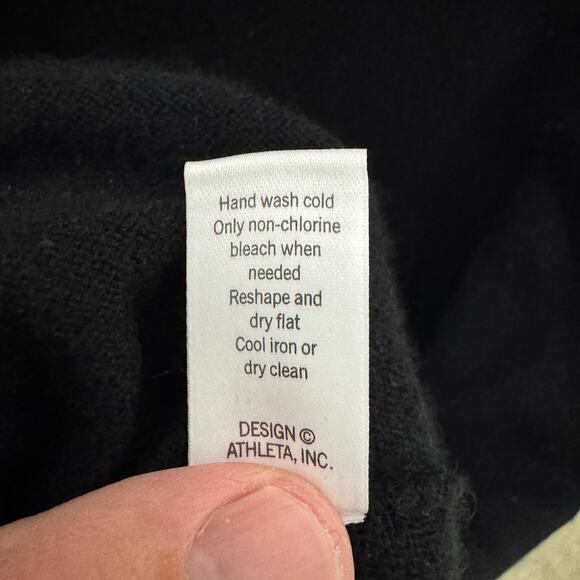 Hand wash cold
Only non-chlorine
bleach when
needed
Reshape and
dry flat
Cool iron or
dry clean
DESIGN ©
ATHLETA, INC.